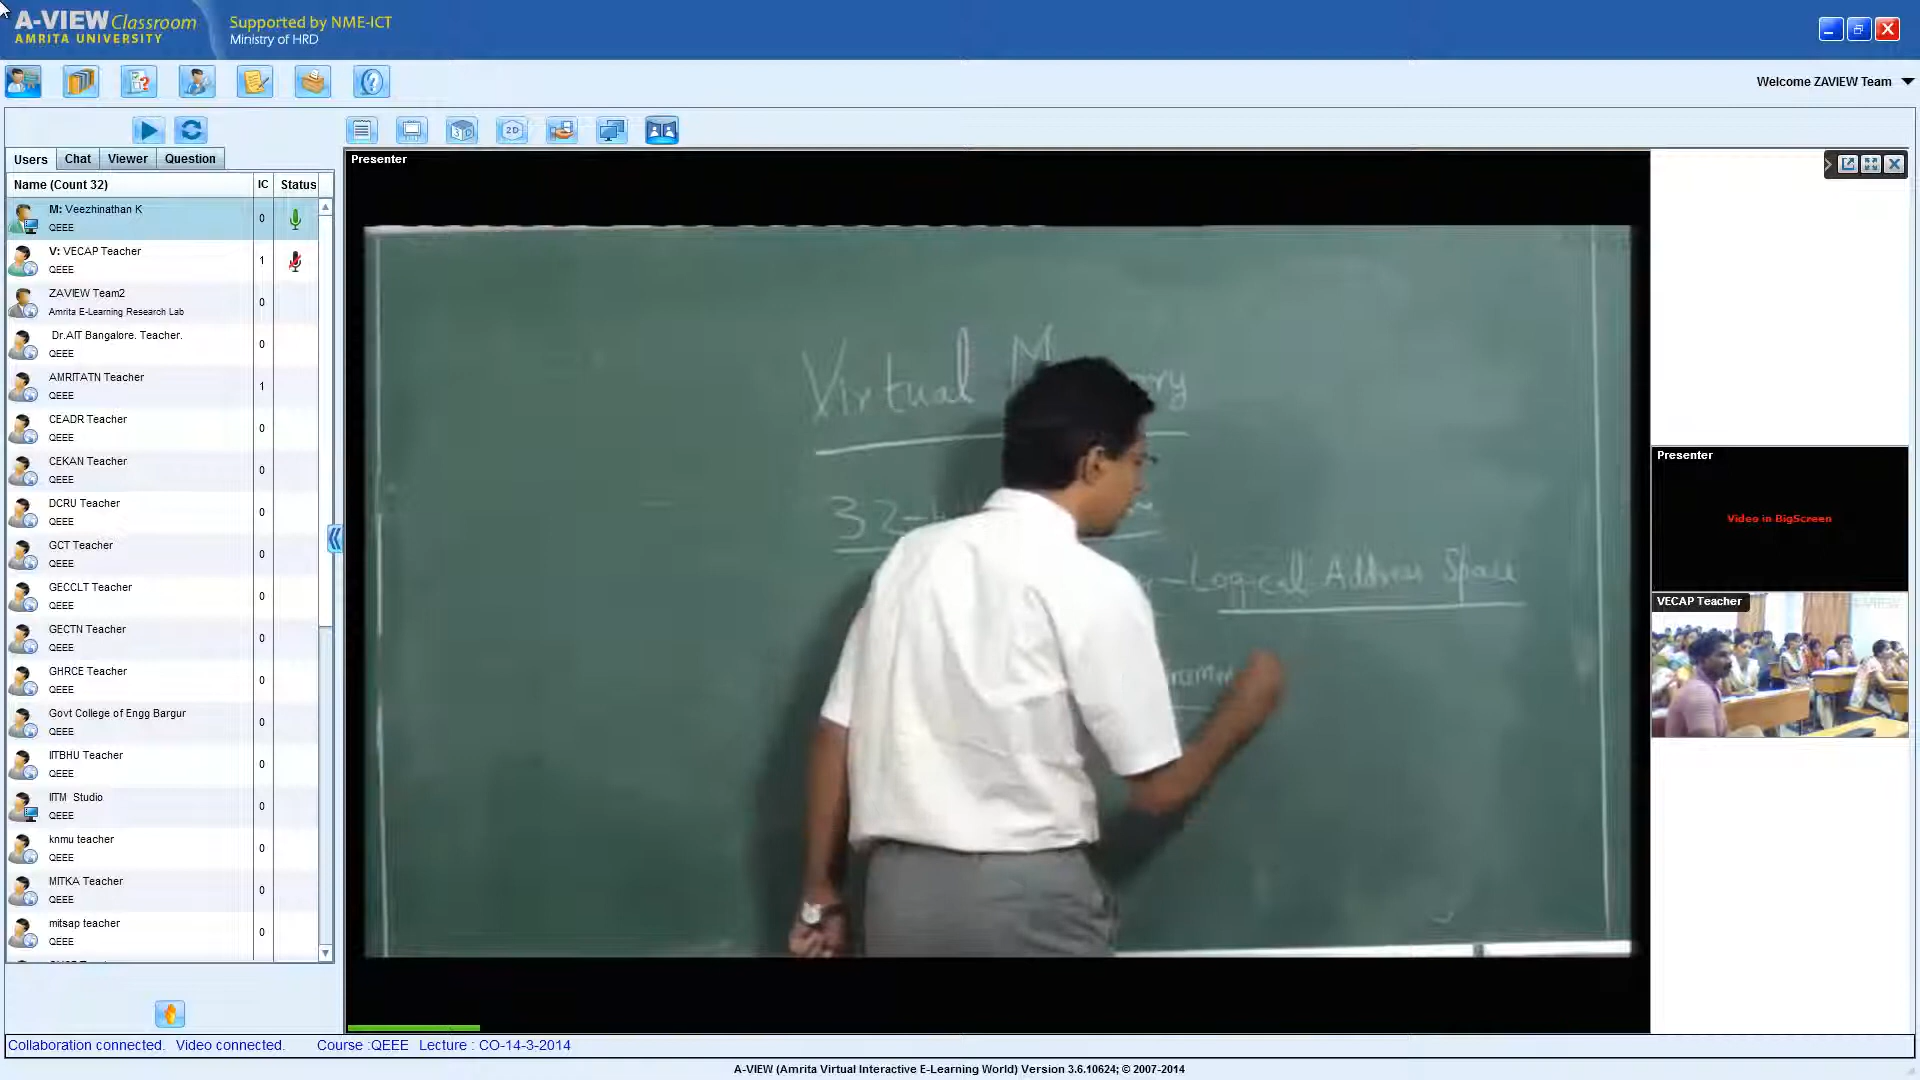 A-VIEW Classroom
AMRITA UNIVERSITY
Supported by NME-ICT
Ministry of HRD
Welcome ZAVIEW Team
3D
2D
Users
Chat
Viewer
Question
Name (Count 32)
IC
Status
M: Veezhinathan K
QEEE
0
V: VECAP Teacher
QEEE
1
ZAVIEW Team2
Amrita E-Learning Research Lab
0
Dr.AIT Bangalore. Teacher.
QEEE
0
AMRITATN Teacher
QEEE
1
CEADR Teacher
QEEE
0
CEKAN Teacher
QEEE
0
DCRU Teacher
QEEE
0
GCT Teacher
QEEE
0
GECCLT Teacher
QEEE
0
GECTN Teacher
QEEE
0
GHRCE Teacher
QEEE
0
Govt College of Engg Bargur
QEEE
0
IITBHU Teacher
QEEE
0
IITM Studio
QEEE
0
knmu teacher
QEEE
0
MITKA Teacher
QEEE
0
mitsap teacher
QEEE
0
Presenter
Virtual
32-
Logical Address Space
Presenter
Video in BigScreen
VECAP Teacher
Collaboration connected. Video connected. Course :QEEE Lecture : CO-14-3-2014
A-VIEW (Amrita Virtual Interactive E-Learning World) Version 3.6.10624; © 2007-2014